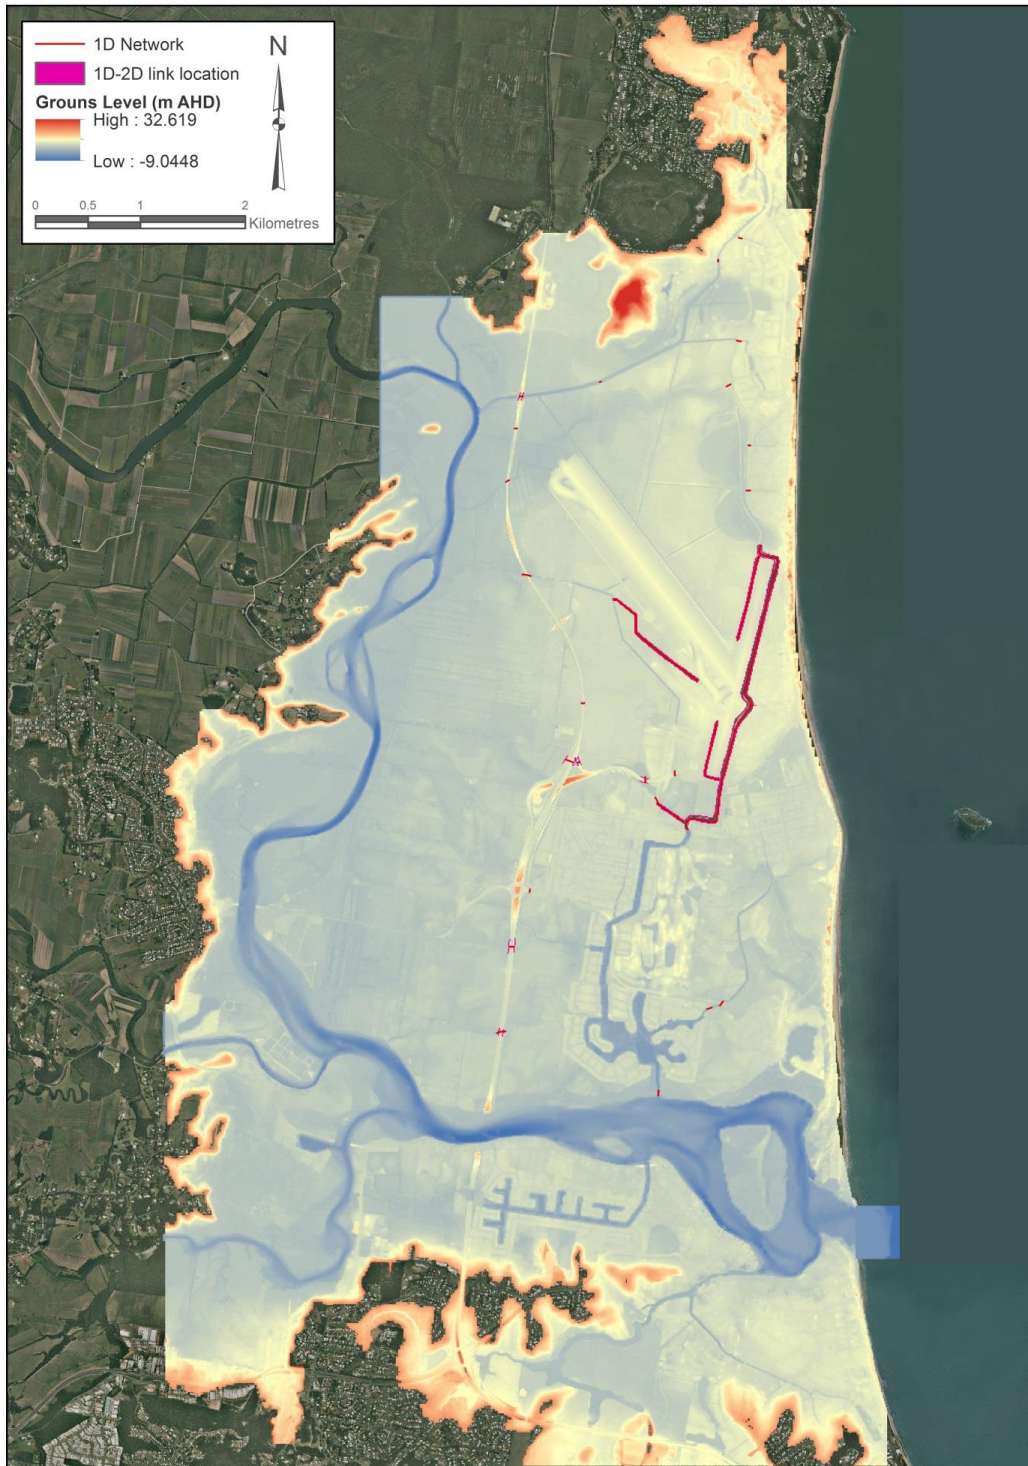 1D Network
N
1D-2D link location
Grouns Level (m AHD)
High : 32.619
Low : -9.0448
0 0.5 1 2
Kilometres